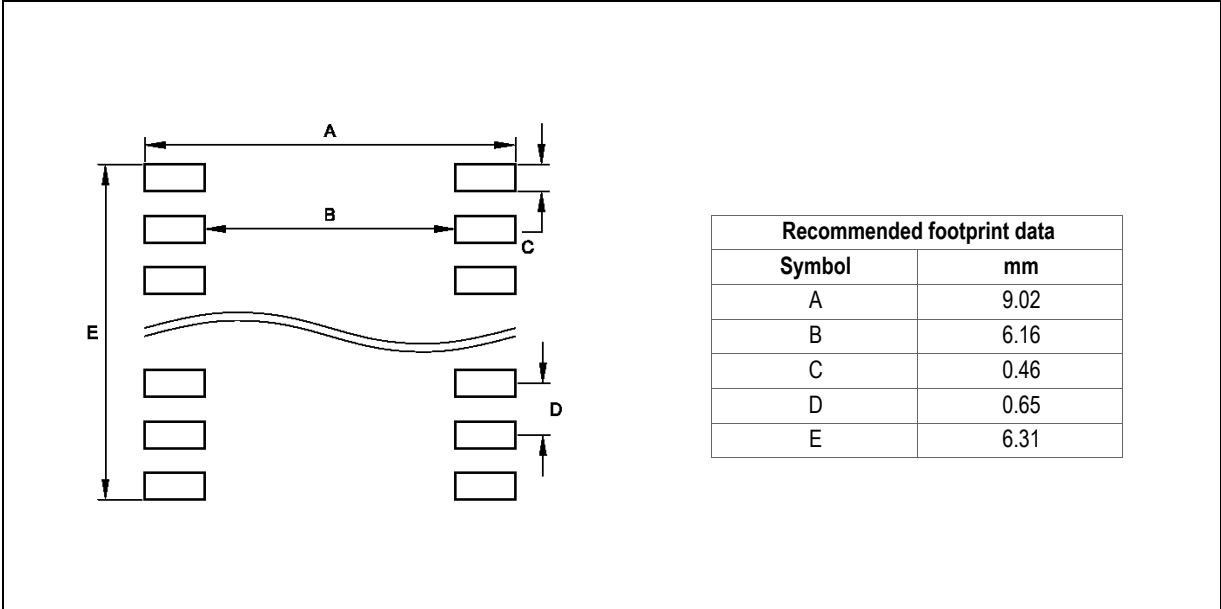 A
B
C
D
E
Recommended footprint data
Symbol mm
A 9.02
B 6.16
C 0.46
D 0.65
E 6.31